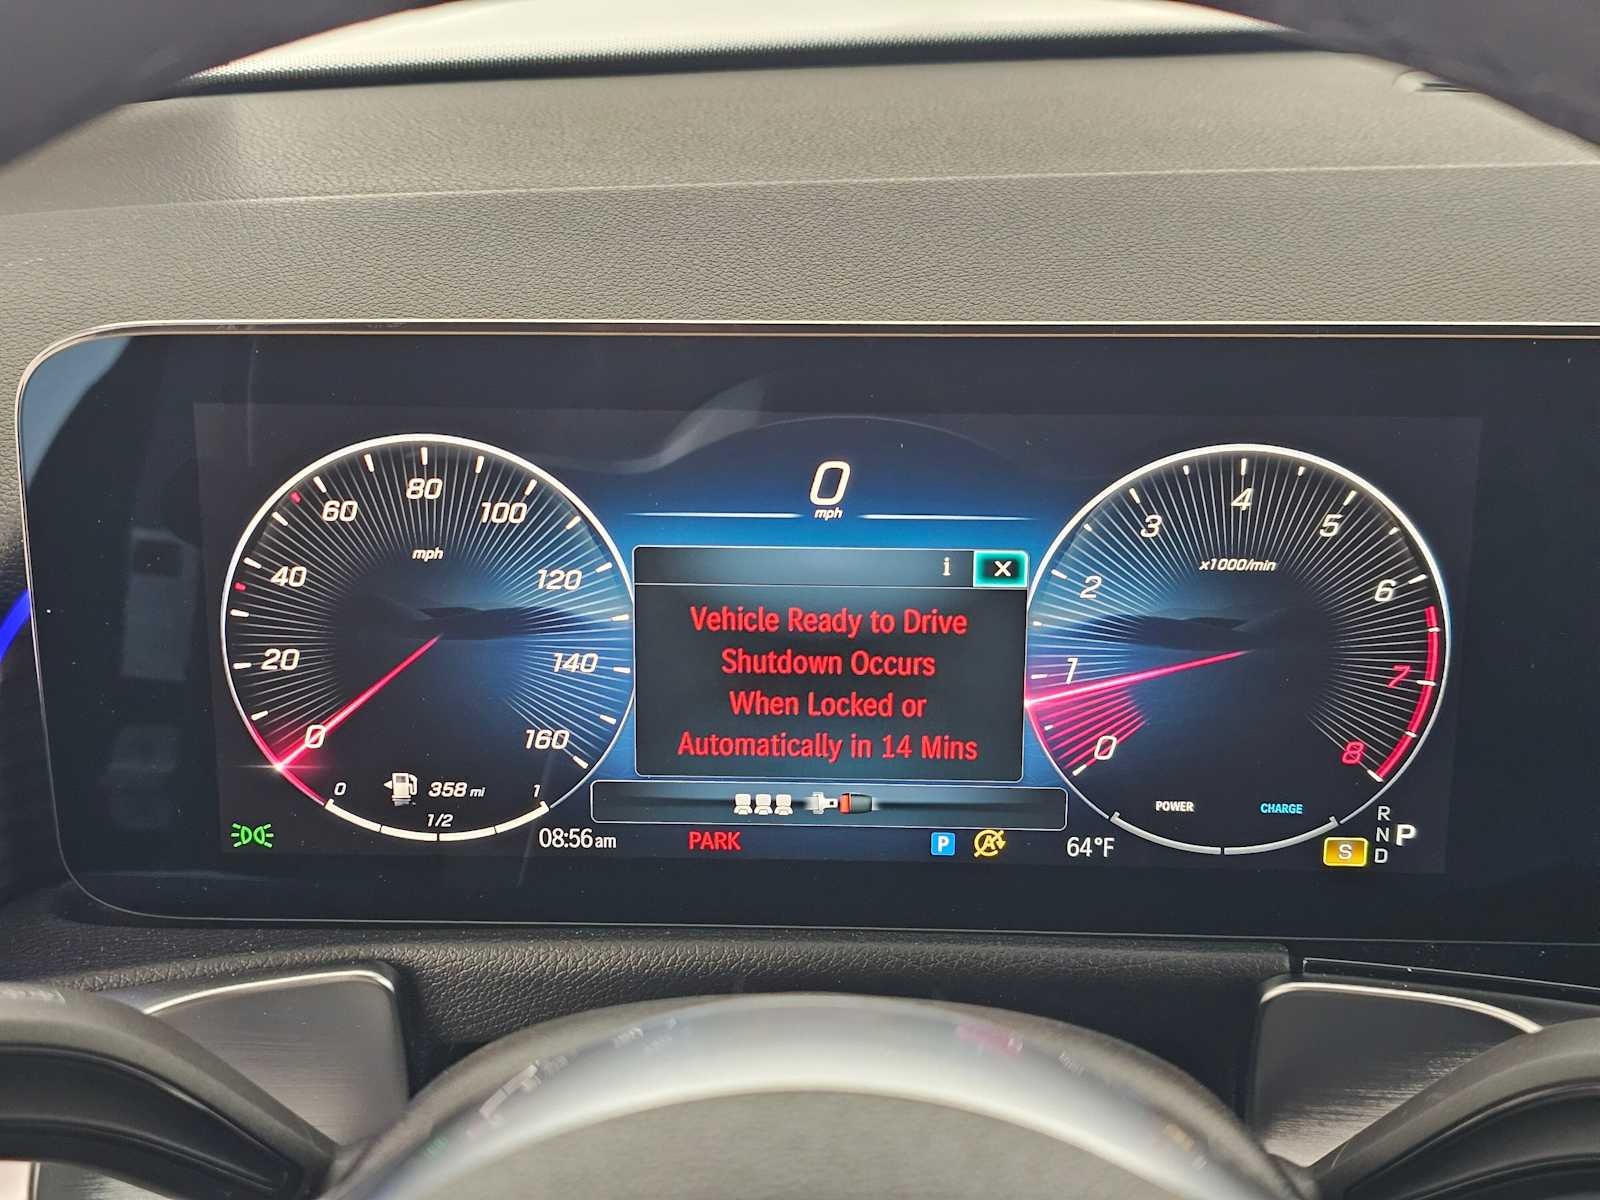 0
mph
i X
Vehicle Ready to Drive
Shutdown Occurs
When Locked or
Automatically in 14 Mins
0
20
40
60
80
100
120
140
160
mph
0 358 mi 1
1/2
0
1
2
3
4
5
6
7
8
x1000/min
POWER CHARGE
08:56am PARK P A 64°F
R
N P
S D